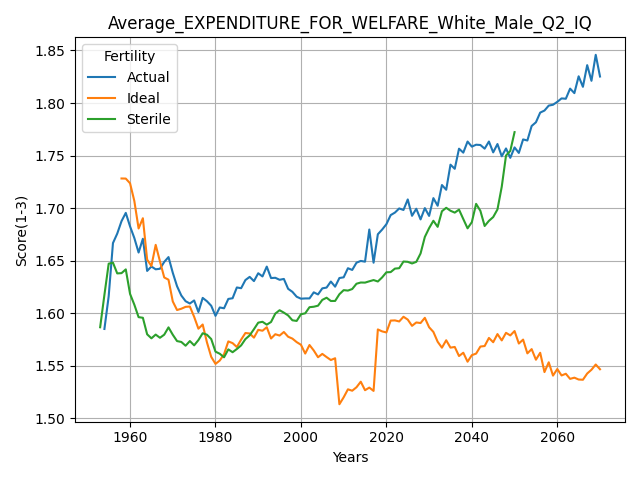 Average_EXPENDITURE_FOR_WELFARE_White_Male_Q2_IQ
Fertility
Actual
Ideal
Sterile
Score(1-3)
1.85
1.80
1.75
1.70
1.65
1.60
1.55
1.50
1960
1980
2000
2020
2040
2060
Years